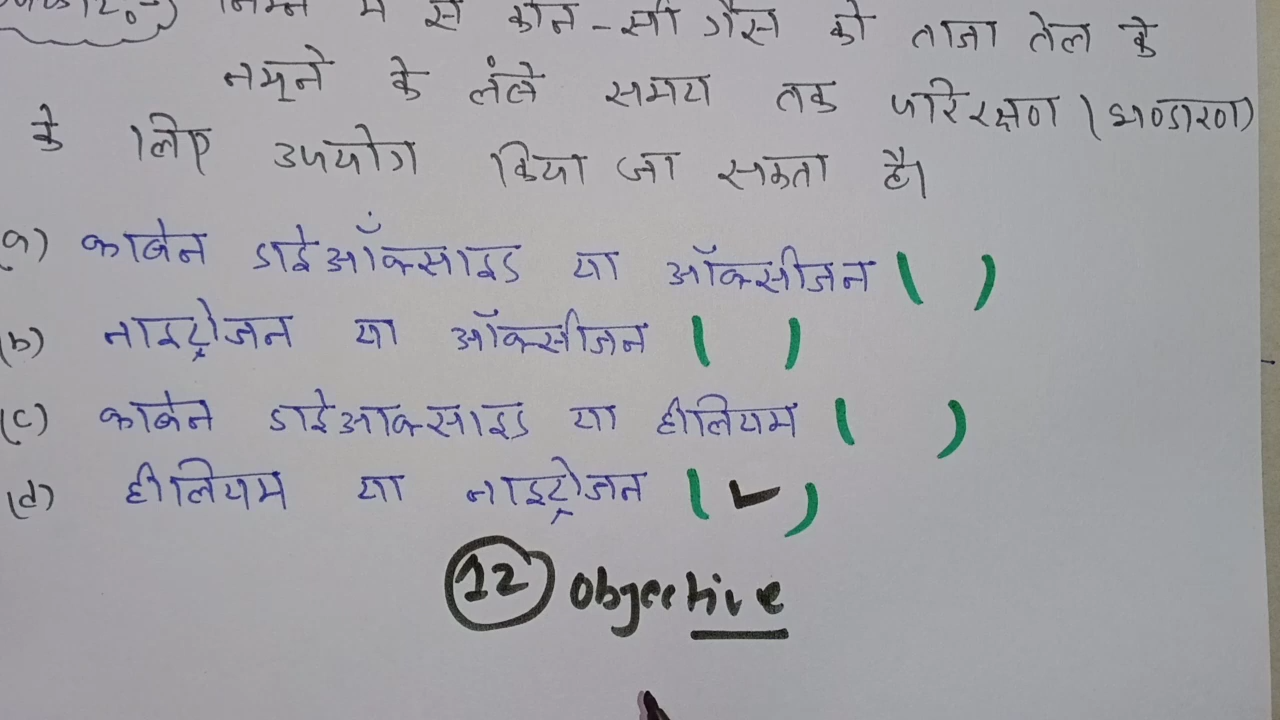 निम्न में से कौन-सी गैस को ताजा तेल के
नमूने के लंले समय तक परिरक्षण (भण्डारण)
के लिए उपयोग किया जा सकता है।
(a) कार्बन डाईऑक्साइड या ऑक्सीजन ( )
(b) नाइट्रोजन या ऑक्सीजन ( )
(c) कार्बन डाईऑक्साइड या हीलियम ( )
(d) हीलियम या नाइट्रोजन (✓)
12 objective